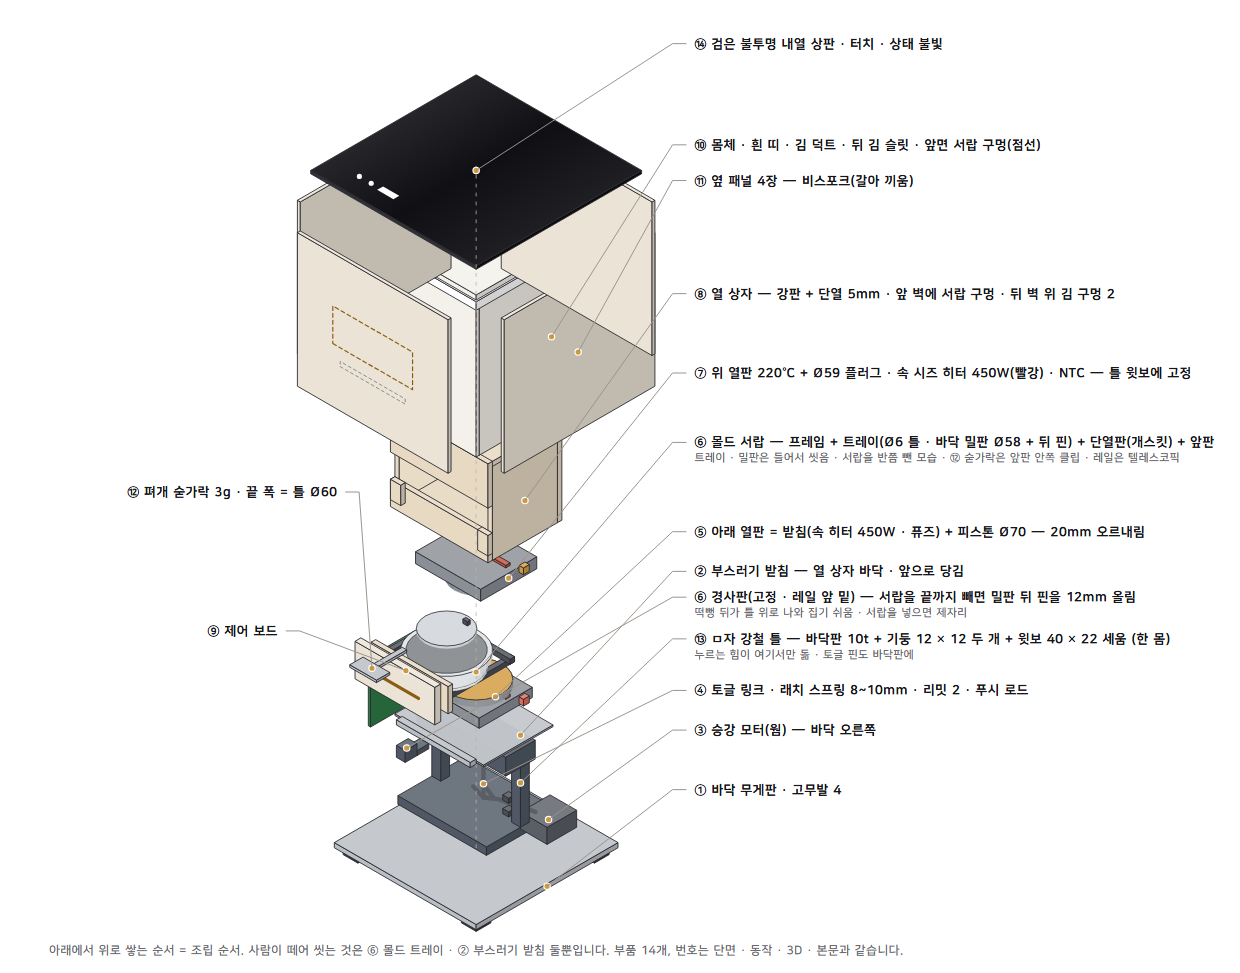 ⑭ 검은 불투명 내열 상판 · 터치 · 상태 불빛
⑩ 몸체 · 흰 띠 · 김 덕트 · 뒤 김 슬릿 · 앞면 서랍 구멍(점선)
⑪ 옆 패널 4장 — 비스포크(갈아 끼움)
⑧ 열 상자 — 강판 + 단열 5mm · 앞 벽에 서랍 구멍 · 뒤 벽 위 김 구멍 2
⑦ 위 열판 220℃ + Ø59 플러그 · 속 시즈 히터 450W(빨강) · NTC — 틀 윗보에 고정
⑥ 몰드 서랍 — 프레임 + 트레이(Ø6 틀 · 바닥 밀판 Ø58 + 뒤 핀) + 단열판(개스킷) + 앞판
트레이 · 밀판은 들어서 씻음 · 서랍을 반쯤 뺀 모습 · ⑫ 숟가락은 앞판 안쪽 클립 · 레일은 텔레스코픽
⑫ 펴개 숟가락 3g · 끝 폭 = 틀 Ø60
⑤ 아래 열판 = 받침(속 히터 450W · 퓨즈) + 피스톤 Ø70 — 20mm 오르내림
② 부스러기 받침 — 열 상자 바닥 · 앞으로 당김
⑥ 경사판(고정 · 레일 앞 밑) — 서랍을 끝까지 빼면 밀판 뒤 핀을 12mm 올림
떡빵 뒤가 틀 위로 나와 집기 쉬움 · 서랍을 넣으면 제자리
⑨ 제어 보드
⑬ ㅁ자 강철 틀 — 바닥판 10t + 기둥 12 × 12 두 개 + 윗보 40 × 22 세움 (한 몸)
누르는 힘이 여기서만 돎 · 토글 핀도 바닥판에
④ 토글 링크 · 래치 스프링 8~10mm · 리밋 2 · 푸시 로드
③ 승강 모터(웜) — 바닥 오른쪽
① 바닥 무게판 · 고무발 4
아래에서 위로 쌓는 순서 = 조립 순서. 사람이 떼어 씻는 것은 ⑥ 몰드 트레이 · ② 부스러기 받침 둘뿐입니다. 부품 14개, 번호는 단면 · 동작 · 3D · 본문과 같습니다.